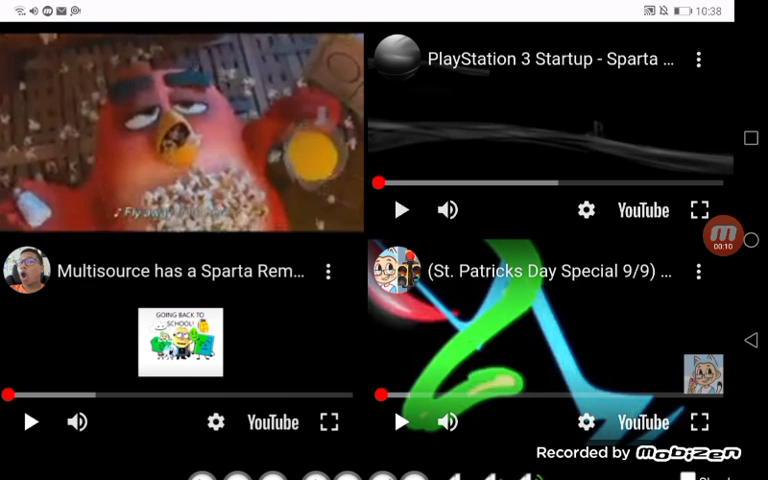 10:38
PlayStation 3 Startup - Sparta ...
♪ Fly away
YouTube
00:10
Multisource has a Sparta Rem...
(St. Patricks Day Special 9/9) ...
GOING BACK TO
SCHOOL!
YouTube
YouTube
Recorded by Mobizen